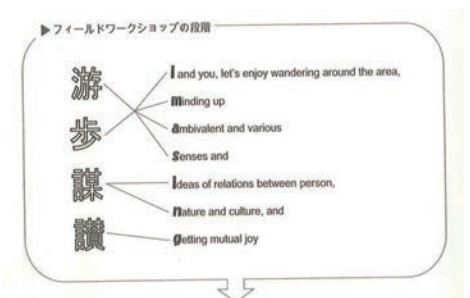 ▶フィールドワークショップの段階
游
歩
謀
讃
I and you, let's enjoy wandering around the area,
minding up
ambivalent and various
senses and
Ideas of relations between person,
nature and culture, and
getting mutual joy